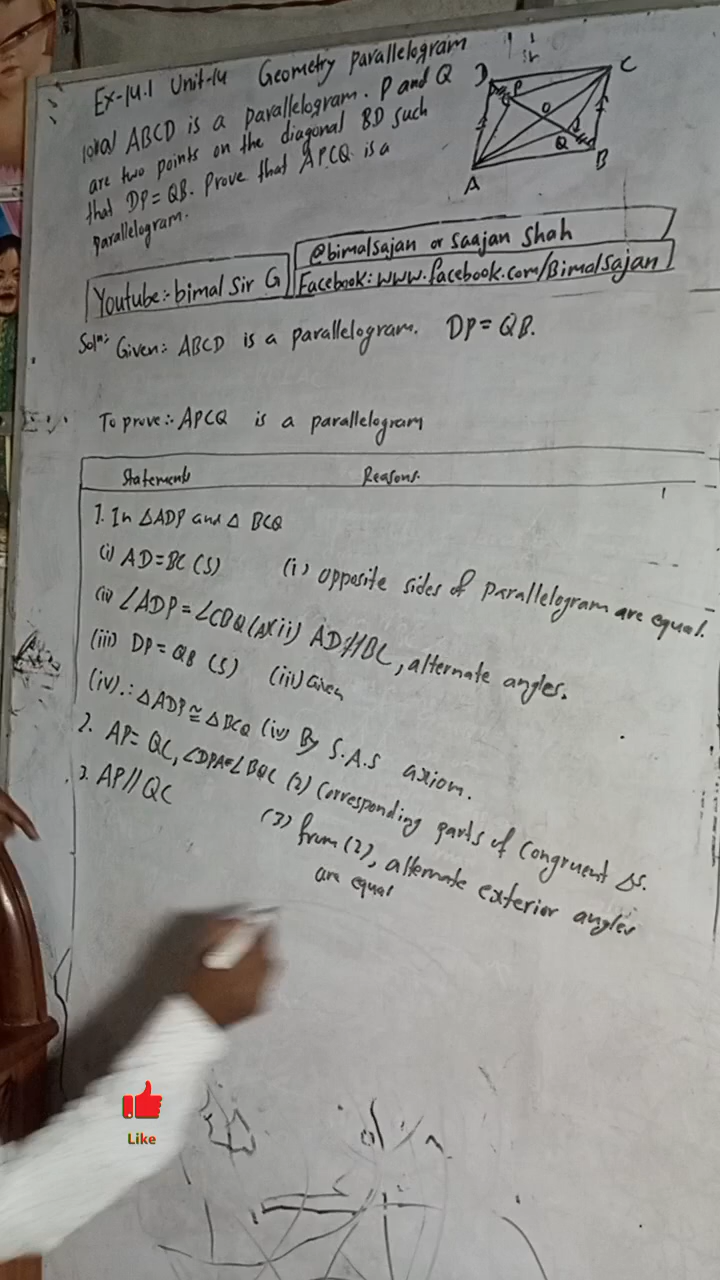 Ex-14.1 Unit-14 Geometry parallelogram
ABCD is a parallelogram. P and Q
are two points on the diagonal BD such
that DP = QB. Prove that APCQ is a
parallelogram.
D
C
P
O
Q
A
B
Youtube:- bimal Sir G
@bimalsajan or Saajan Shah
Facebook: www.facebook.com/Bimalsajan
Solⁿ: Given: ABCD is a parallelogram. DP = QB.
To prove:- APCQ is a parallelogram
Statements Reasons.
1. In △ADP and △ BCQ
(i) AD = BC (S) (i) opposite sides of parallelogram are equal.
(ii) ∠ADP = ∠CBQ (A) (ii) AD//BC, alternate angles.
(iii) DP = QB (S) (iii) Given
(iv) ∴ △ADP ≅ △BCQ (iv) By S.A.S axiom.
2. AP = QC, ∠DPA = ∠BQC (2) Corresponding parts of congruent △s.
3. AP // QC (3) from (2), alternate exterior angles
are equal
Like